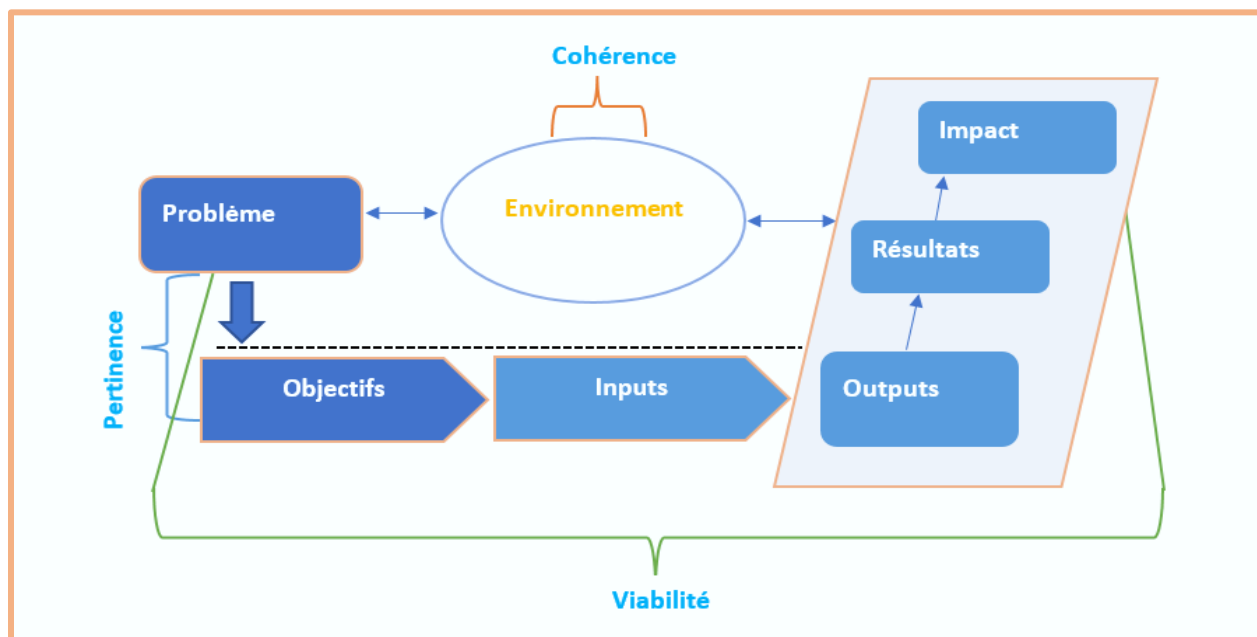 Cohérence
Impact
Problème
Environnement
Résultats
Pertinence
Objectifs
Inputs
Outputs
Viabilité